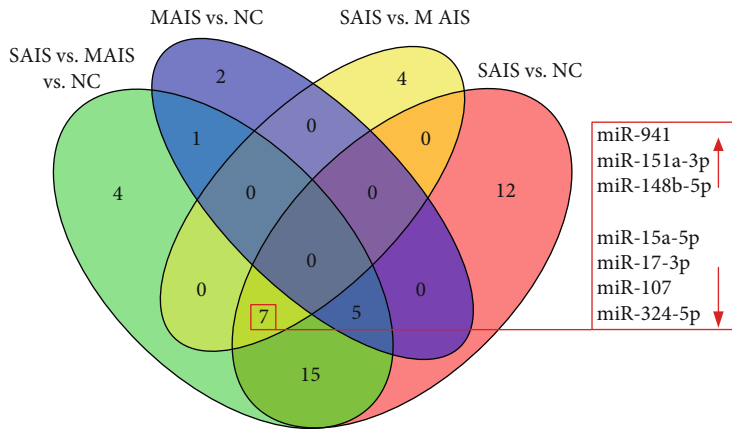 MAIS vs. NC
SAIS vs. M AIS
SAIS vs. MAIS
vs. NC
SAIS vs. NC
2
4
1
0
0
4
0
0
12
0
0
0
7
5
15
miR-941
miR-151a-3p
miR-148b-5p
miR-15a-5p
miR-17-3p
miR-107
miR-324-5p